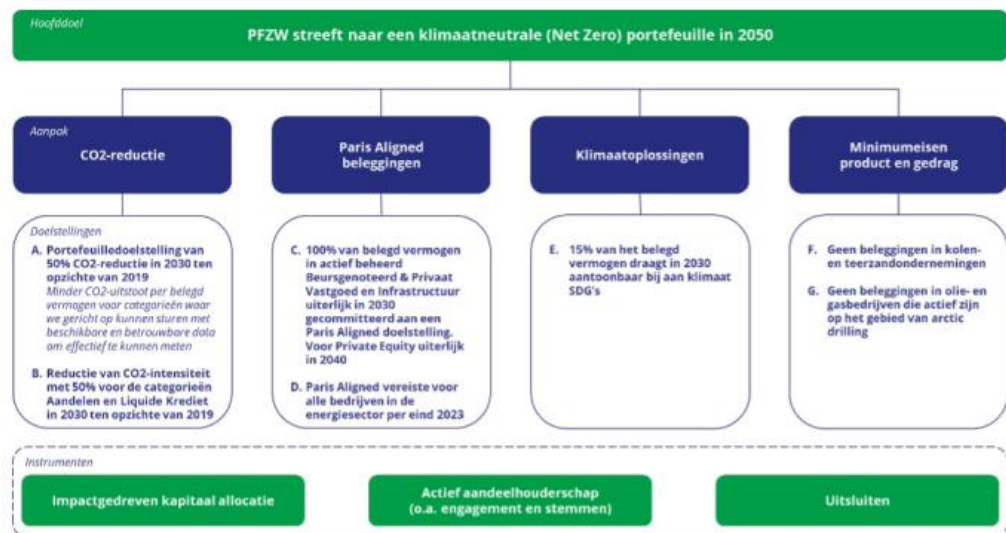 Hoofddoel
PFZW streeft naar een klimaatneutrale (Net Zero) portefeuille in 2050
Aanpak
CO2-reductie
Paris Aligned
beleggingen
Klimaatoplossingen
Minimumeisen
product en gedrag
Doelstellingen
A. Portefeuilledoelstelling van
50% CO2-reductie in 2030 ten
opzichte van 2019
Minder CO2-uitstoot per belegd
vermogen voor categorieën waar
we gericht op kunnen sturen met
beschikbare en betrouwbare data
om effectief te kunnen meten
B. Reductie van CO2-intensiteit
met 50% voor de categorieën
Aandelen en Liquide Krediet
in 2030 ten opzichte van 2019
C. 100% van belegd vermogen
in actief beheerd
Beursgenoteerd & Privaat
Vastgoed en Infrastructuur
uiterlijk in 2030
gecommitteerd aan een
Paris Aligned doelstelling.
Voor Private Equity uiterlijk
in 2040
D. Paris Aligned vereiste voor
alle bedrijven in de
energiesector per eind 2023
E. 15% van het belegd
vermogen draagt in 2030
aantoonbaar bij aan klimaat
SDG's
F. Geen beleggingen in kolen-
en teerzandondernemingen
G. Geen beleggingen in olie- en
gasbedrijven die actief zijn
op het gebied van arctic
drilling
Instrumenten
Impactgedreven kapitaal allocatie
Actief aandeelhouderschap
(o.a. engagement en stemmen)
Uitsluiten